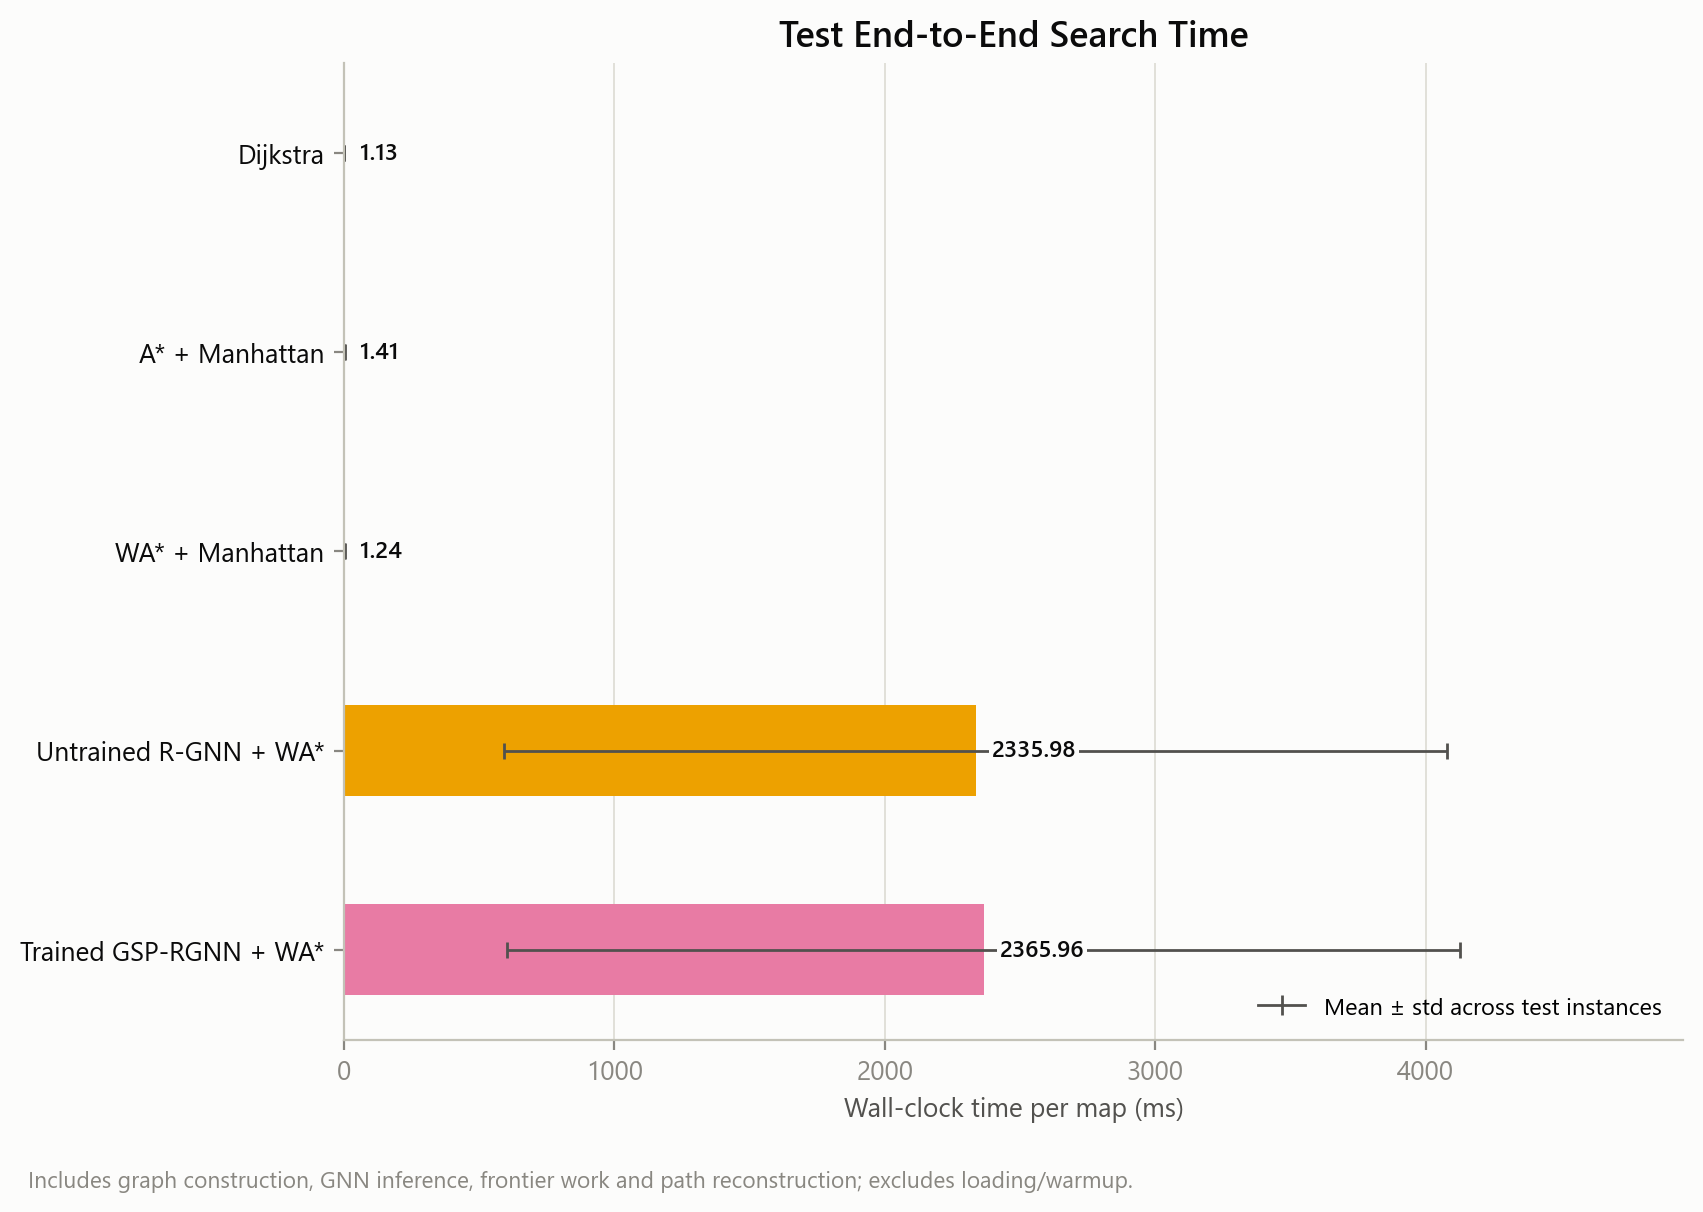 Test End-to-End Search Time
Dijkstra 1.13
A* + Manhattan 1.41
WA* + Manhattan 1.24
Untrained R-GNN + WA* 2335.98
Trained GSP-RGNN + WA* 2365.96
Mean ± std across test instances
0 1000 2000 3000 4000
Wall-clock time per map (ms)
Includes graph construction, GNN inference, frontier work and path reconstruction; excludes loading/warmup.